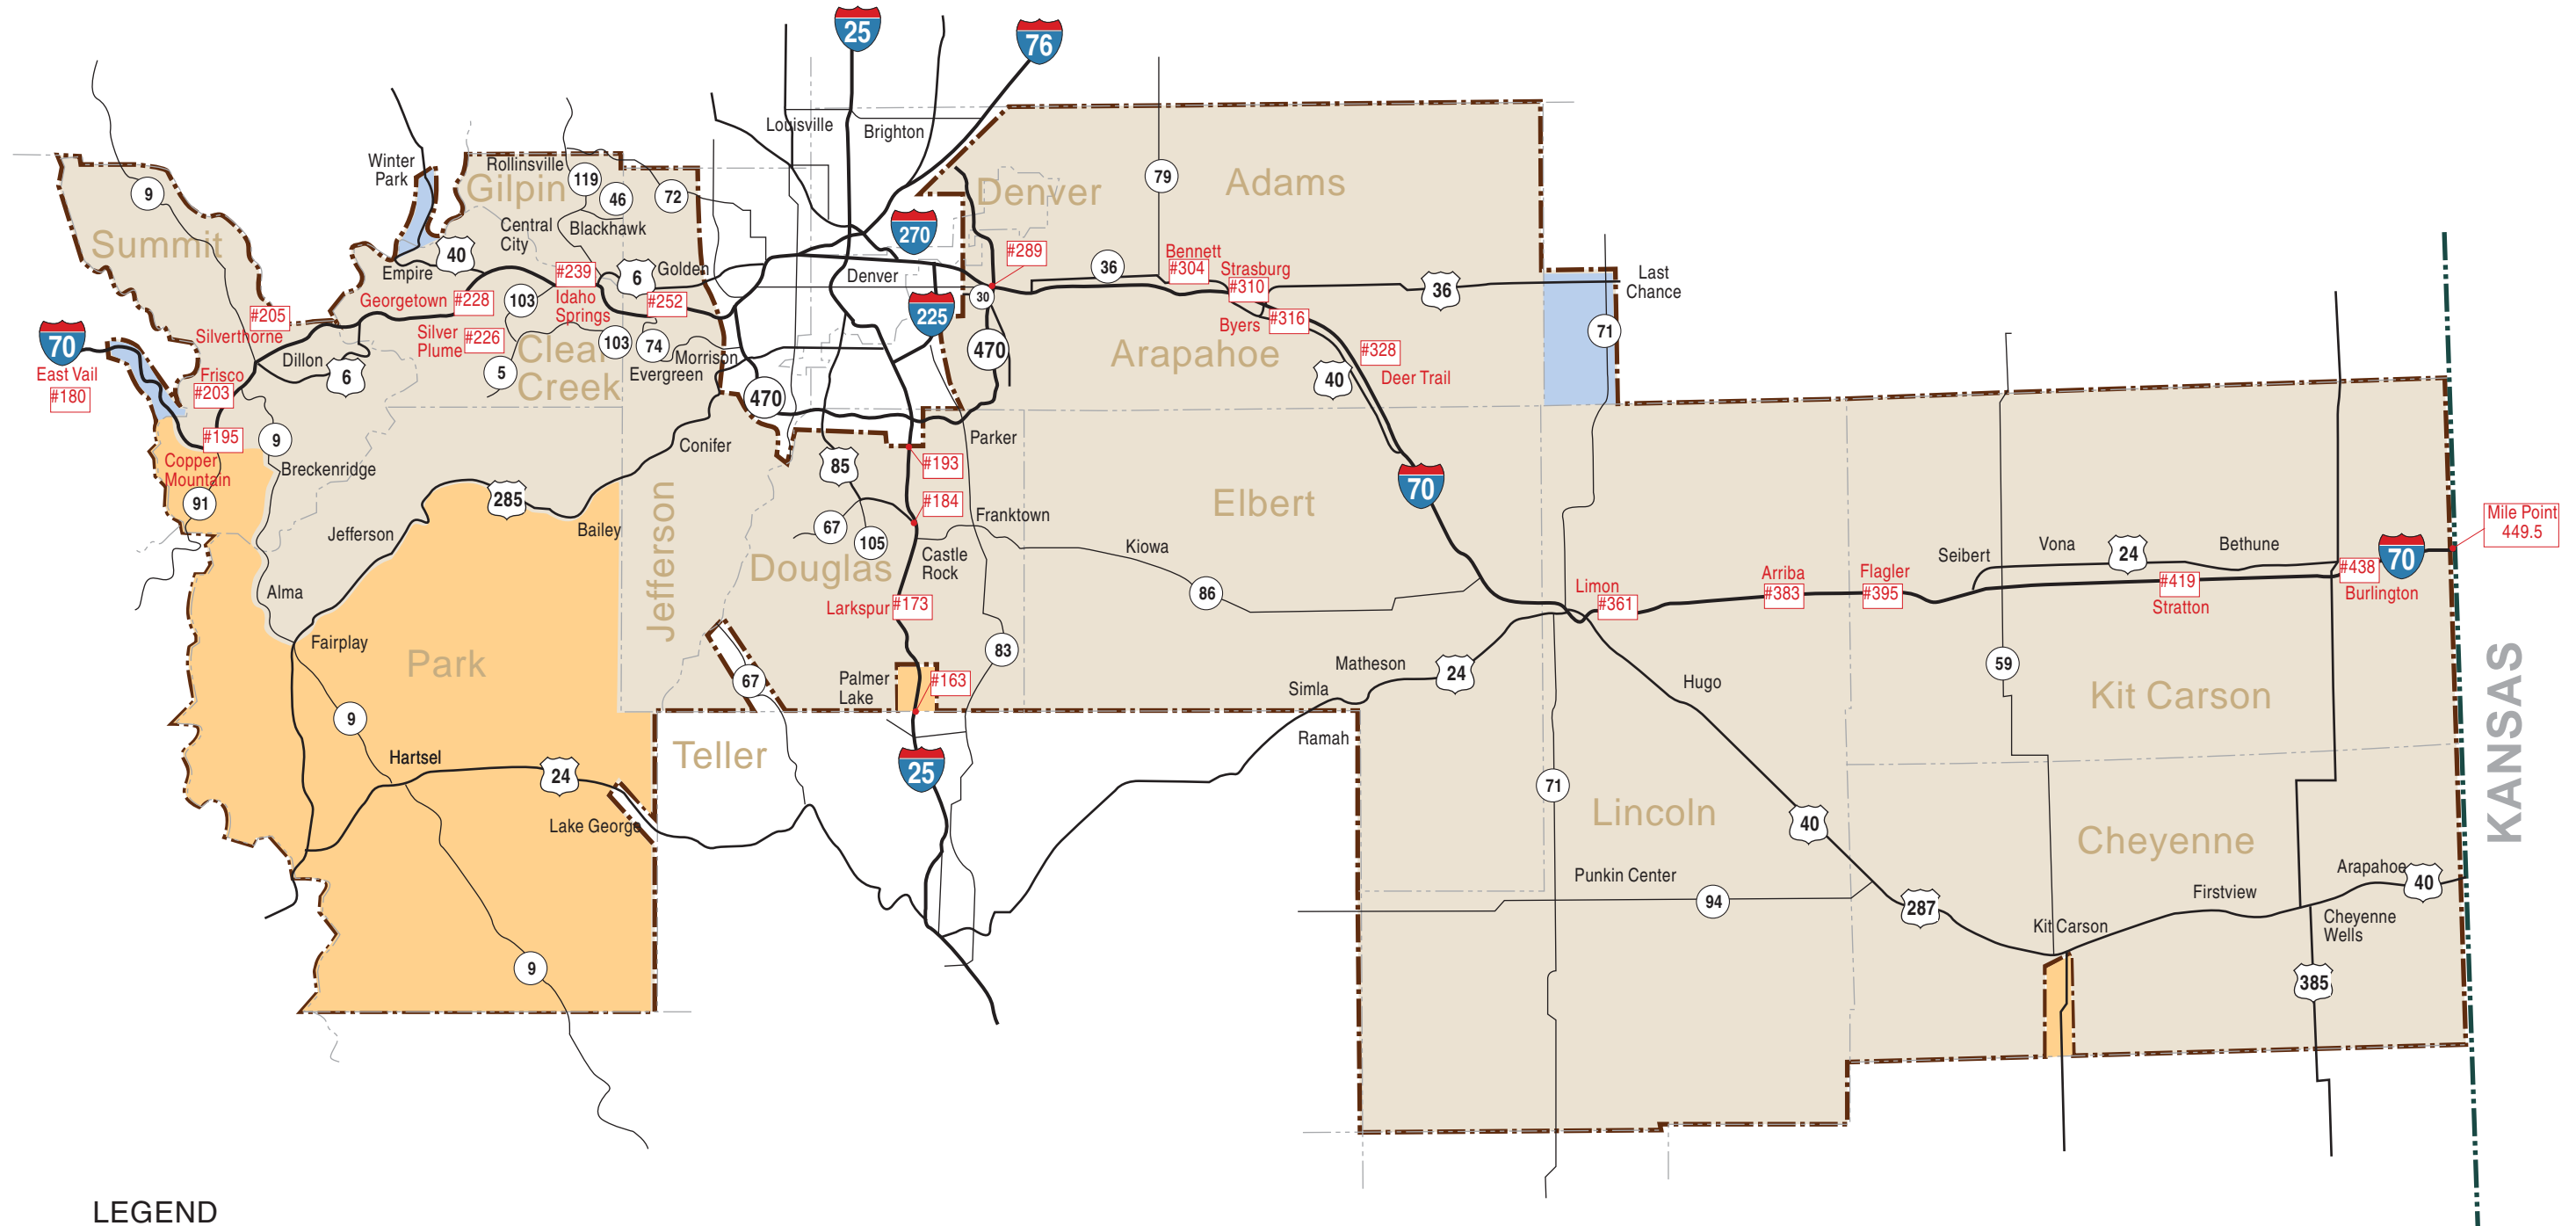 25
76
Louisville
Brighton
Winter
Park
Rollinsville
119
79
9
Gilpin
46
72
Denver
Adams
Central
City
Blackhawk
270
Summit
40
Empire
#239
6
Golden
Denver
#289
36
Bennett
#304
Strasburg
#310
36
Last
Chance
Georgetown
#228
103
Idaho
Springs
#252
30
225
#205
Silverthorne
Silver
Plume
#226
Byers
#316
71
70
East Vail
#180
Dillon
6
Clear
Creek
103
74
Morrison
Evergreen
5
470
Arapahoe
#328
Deer Trail
40
Frisco
#203
470
#195
9
Copper
Mountain
Breckenridge
Conifer
Parker
85
#193
91
285
#184
Elbert
70
Jefferson
Bailey
Jefferson
67
105
Franktown
Mile Point
449.5
Castle
Rock
Kiowa
Seibert
Vona
24
Bethune
70
Douglas
Alma
86
Larkspur
#173
Limon
#361
Arriba
#383
Flagler
#395
#419
Stratton
#438
Burlington
Fairplay
Park
83
59
67
Palmer
Lake
#163
Matheson
24
Simla
Hugo
Kit Carson
KANSAS
9
Hartsel
24
Teller
25
Ramah
71
Lincoln
40
Cheyenne
Lake George
Punkin Center
94
287
Arapahoe
40
Firstview
Kit Carson
Cheyenne
Wells
9
385
LEGEND